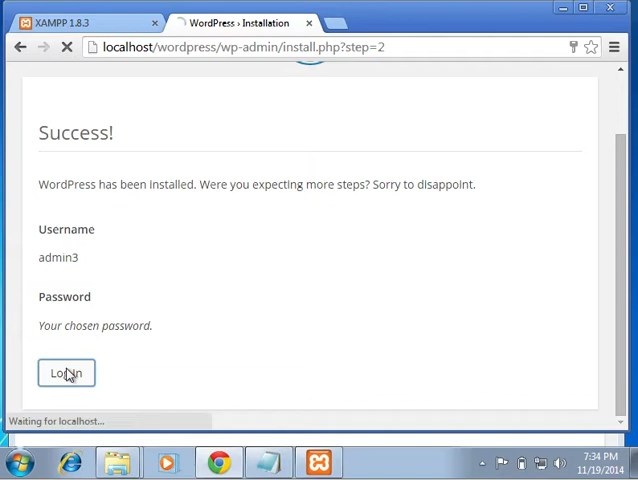 XAMPP 1.8.3
WordPress › Installation
localhost/wordpress/wp-admin/install.php?step=2
Success!
WordPress has been installed. Were you expecting more steps? Sorry to disappoint.
Username
admin3
Password
Your chosen password.
Log In
Waiting for localhost...
7:34 PM
11/19/2014